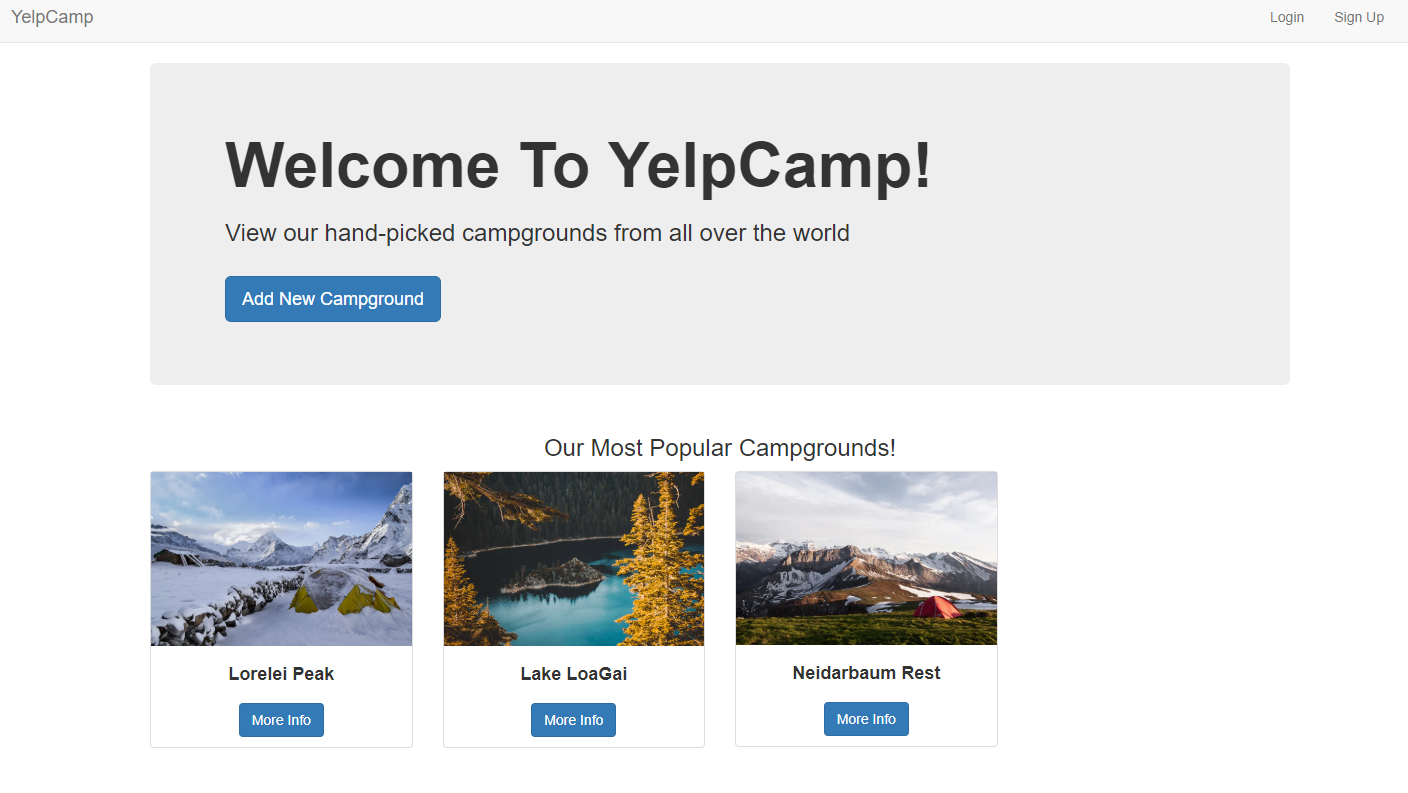 YelpCamp
Login
Sign Up
Welcome To YelpCamp!
View our hand-picked campgrounds from all over the world
Add New Campground
Our Most Popular Campgrounds!
Lorelei Peak
More Info
Lake LoaGai
More Info
Neidarbaum Rest
More Info